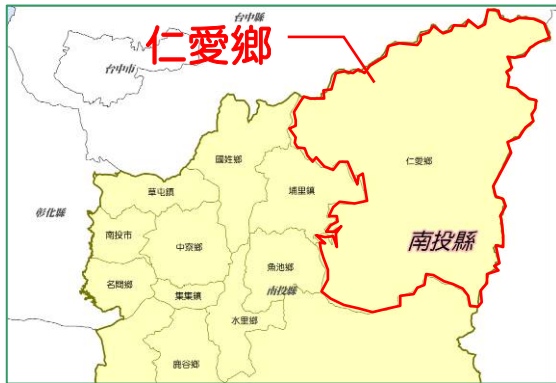 台中縣
仁愛鄉
台中市
國姓鄉
仁愛鄉
草屯鎮
埔里鎮
彰化縣
南投市
中寮鄉
南投縣
魚池鄉
名間鄉
集集鎮
南投縣
水里鄉
鹿谷鄉